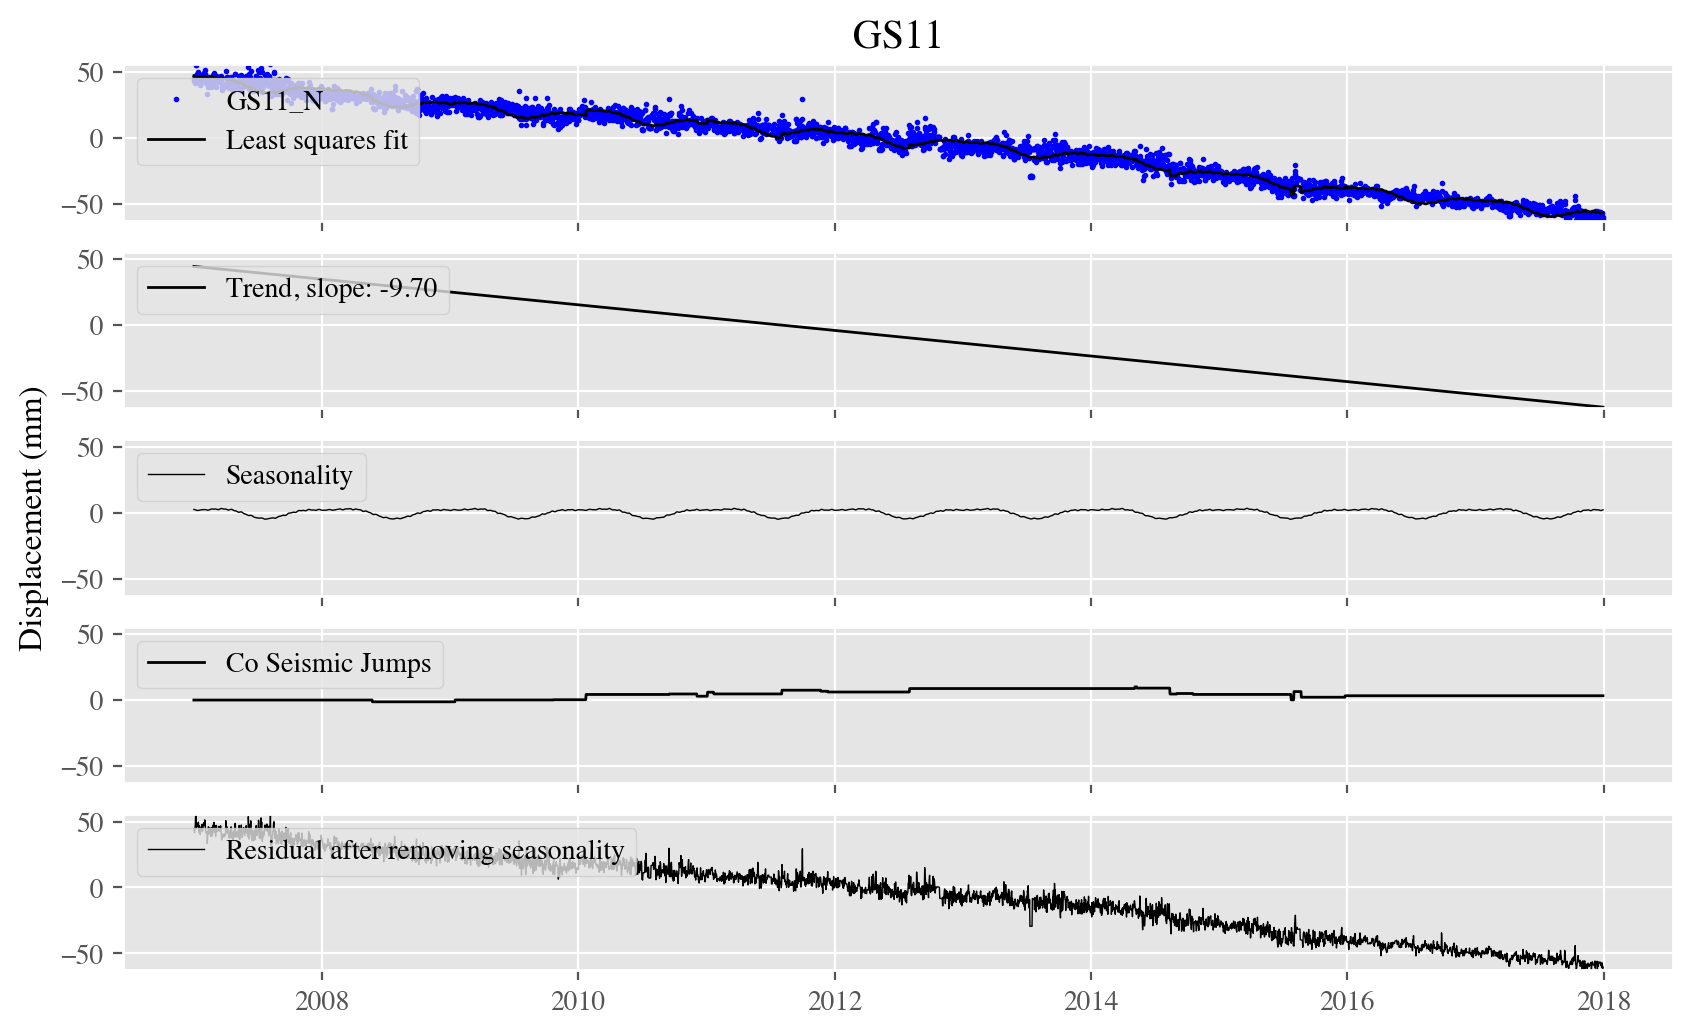 GS11
50
0
−50
GS11_N
Least squares fit
50
0
−50
Trend, slope: -9.70
Displacement (mm)
50
0
−50
Seasonality
50
0
−50
Co Seismic Jumps
50
0
−50
Residual after removing seasonality
2008 2010 2012 2014 2016 2018